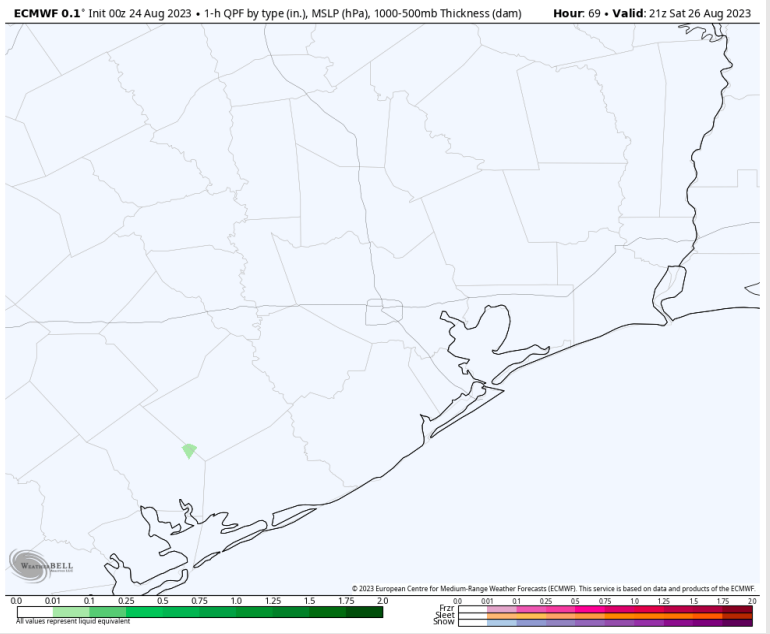 ECMWF 0.1° Init 00z 24 Aug 2023 • 1-h QPF by type (in.), MSLP (hPa), 1000-500mb Thickness (dam) Hour: 69 • Valid: 21z Sat 26 Aug 2023
WEATHERBELL
© 2023 European Centre for Medium-Range Weather Forecasts (ECMWF). This service is based on data and products of the ECMWF.
0.0 0.01 0.1 0.25 0.5 0.75 1.0 1.25 1.5 1.75 2.0
All values represent liquid equivalent
0.0 0.01 0.1 0.25 0.5 0.75 1.0 1.25 1.5 1.75 2.0
Frzr
Sleet
Snow